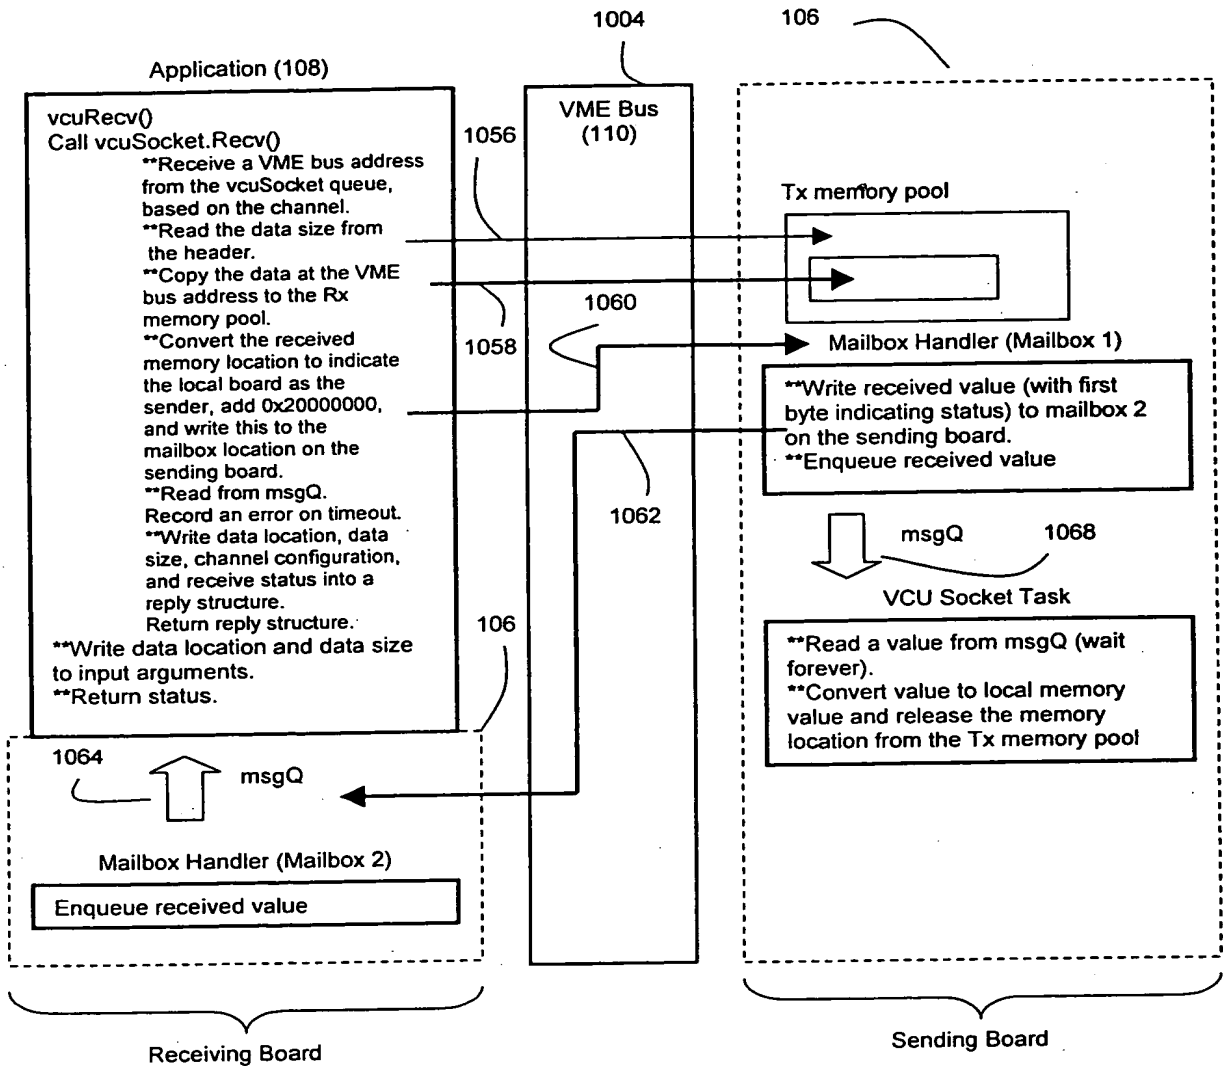 1004
106
Application (108)
vcuRecv()
Call vcuSocket.Recv()
**Receive a VME bus address
from the vcuSocket queue,
based on the channel.
**Read the data size from
the header.
**Copy the data at the VME
bus address to the Rx
memory pool.
**Convert the received
memory location to indicate
the local board as the
sender, add 0x20000000,
and write this to the
mailbox location on the
sending board.
**Read from msgQ.
Record an error on timeout.
**Write data location, data
size, channel configuration,
and receive status into a
reply structure.
Return reply structure.
**Write data location and data size
to input arguments.
**Return status.
1056
1058
VME Bus
(110)
1060
1062
106
Tx memory pool
Mailbox Handler (Mailbox 1)
**Write received value (with first
byte indicating status) to mailbox 2
on the sending board.
**Enqueue received value
msgQ
1068
VCU Socket Task
**Read a value from msgQ (wait
forever).
**Convert value to local memory
value and release the memory
location from the Tx memory pool
1064
msgQ
Mailbox Handler (Mailbox 2)
Enqueue received value
Receiving Board
Sending Board